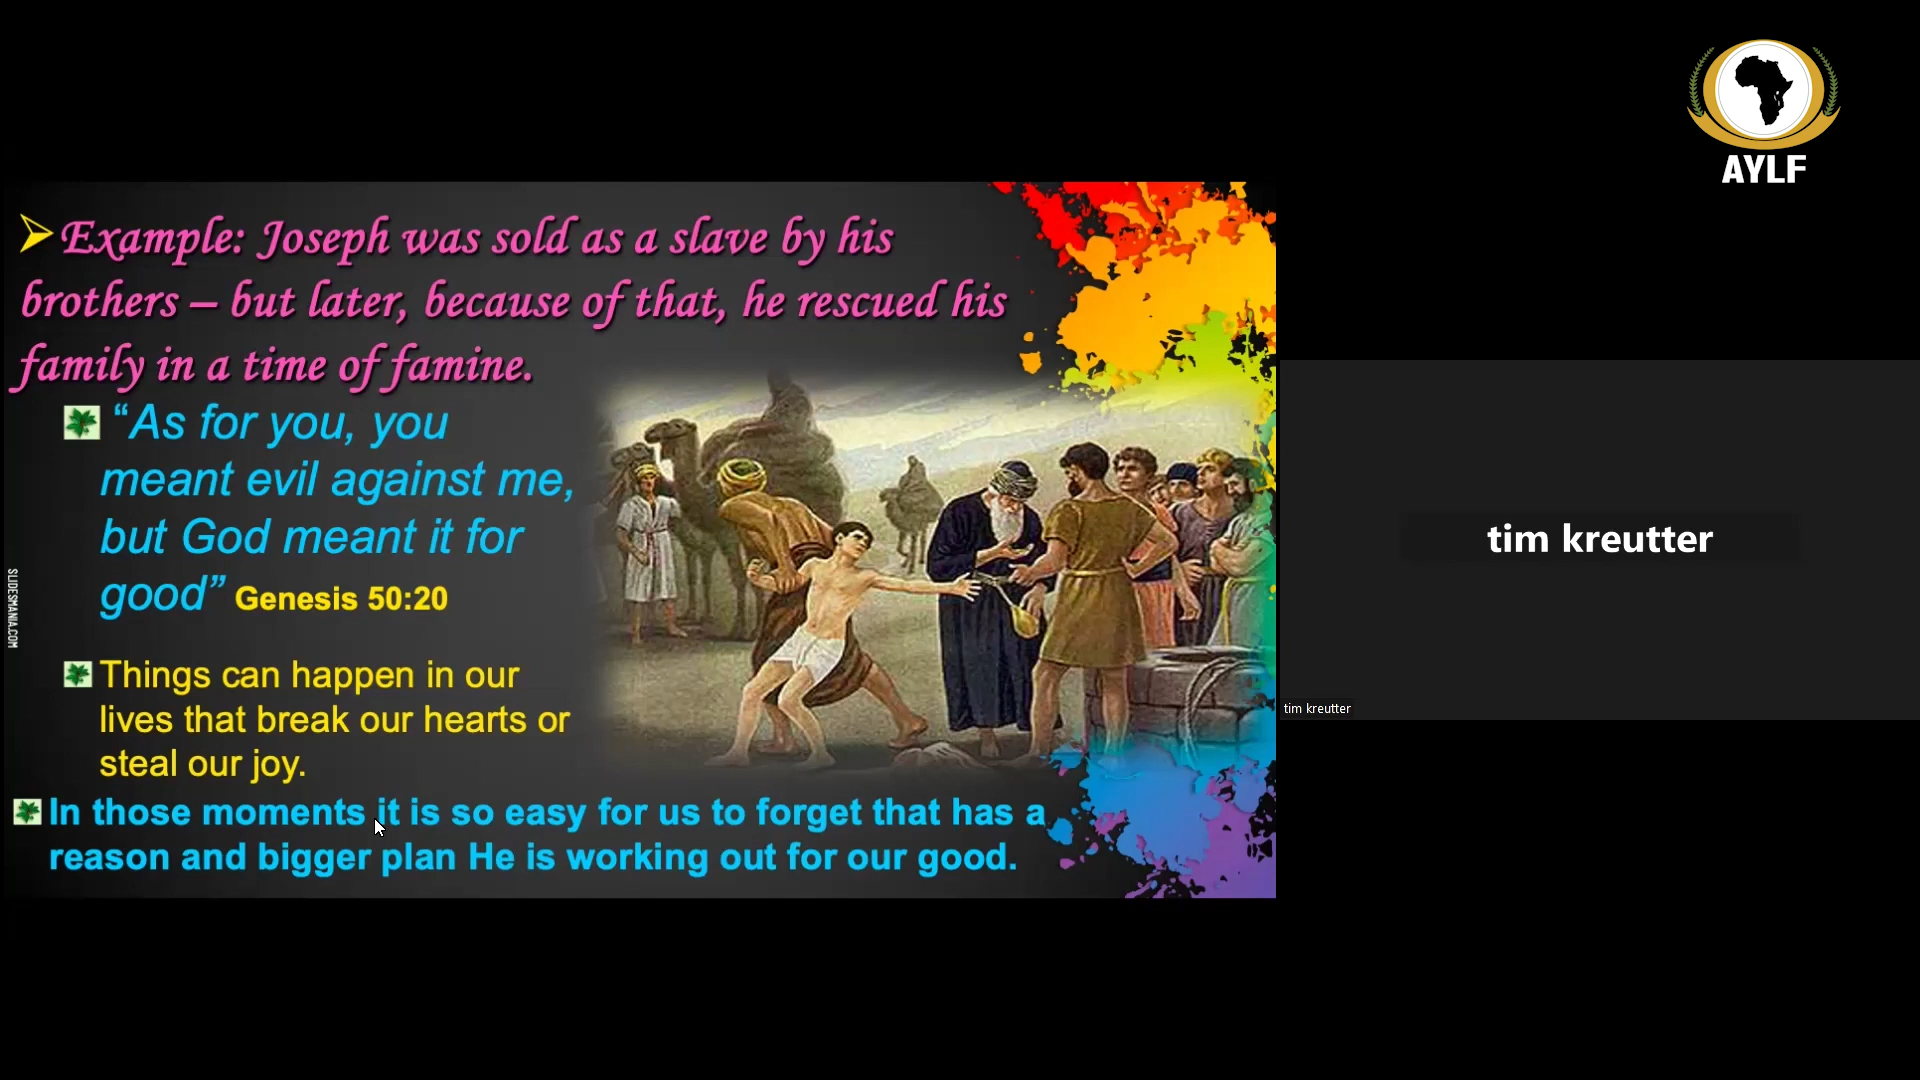 AYLF
Example: Joseph was sold as a slave by his
brothers – but later, because of that, he rescued his
family in a time of famine.
“As for you, you
meant evil against me,
but God meant it for
good” Genesis 50:20
Things can happen in our
lives that break our hearts or
steal our joy.
In those moments it is so easy for us to forget that has a
reason and bigger plan He is working out for our good.
SLIDESMANIA.COM
tim kreutter
tim kreutter